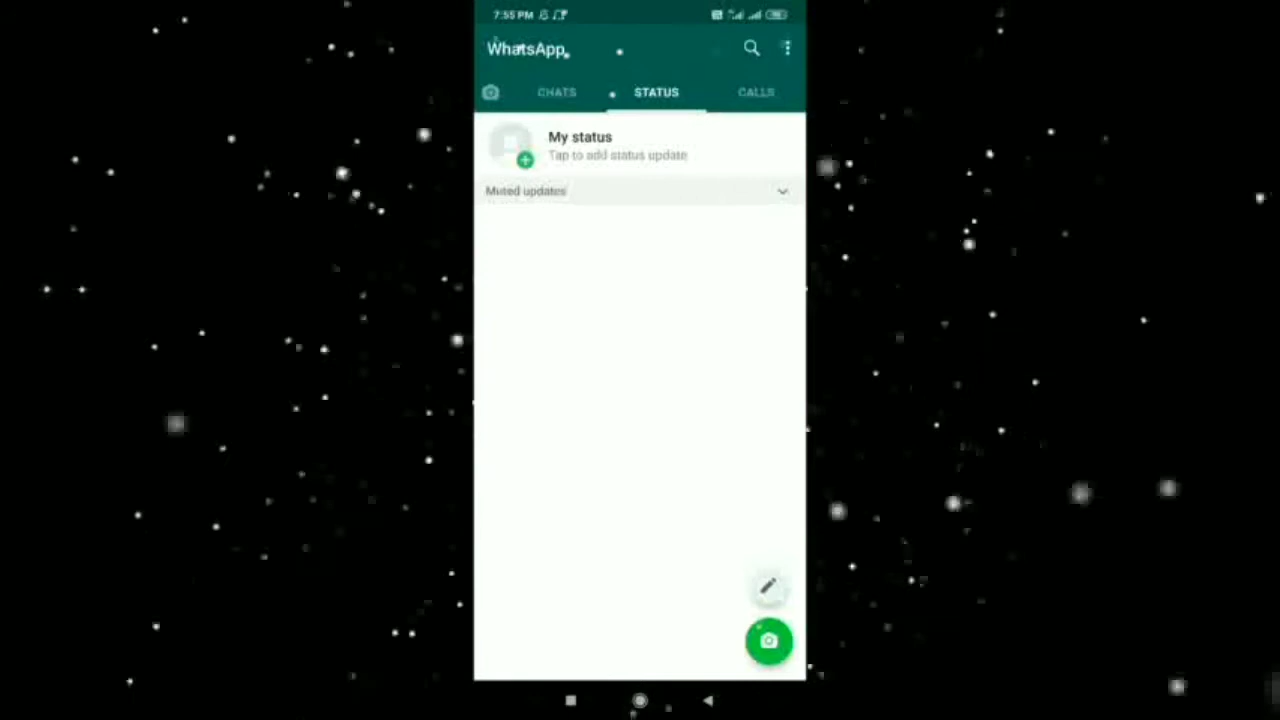 7:55 PM
WhatsApp
CHATS
STATUS
CALLS
My status
Tap to add status update
Muted updates